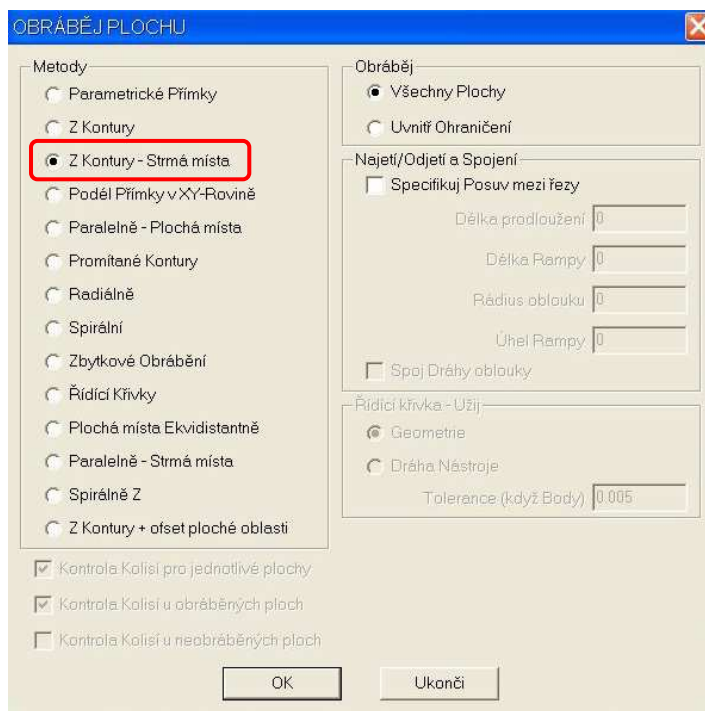 OBRÁBĚJ PLOCHU
Metody
Parametrické Přímky
Z Kontury
Z Kontury - Strmá místa
Podél Přímky v XY-Rovině
Paralelně - Plochá místa
Promítané Kontury
Radiálně
Spirální
Zbytkové Obrábění
Řídící Křivky
Plochá místa Ekvidistantně
Paralelně - Strmá místa
Spirálně Z
Z Kontury + ofset ploché oblasti
Kontrola Kolisí pro jednotlivé plochy
Kontrola Kolisí u obráběných ploch
Kontrola Kolisí u neobráběných ploch
Obráběj
Všechny Plochy
Uvnitř Ohraničení
Najetí/Odjetí a Spojení
Specifikuj Posuv mezi řezy
Délka prodloužení 0
Délka Rampy 0
Rádius oblouku 0
Úhel Rampy 0
Spoj Dráhy oblouky
Řídící křivka - Užij
Geometrie
Dráha Nástroje
Tolerance (když Body) 0.005
OK
Ukonči